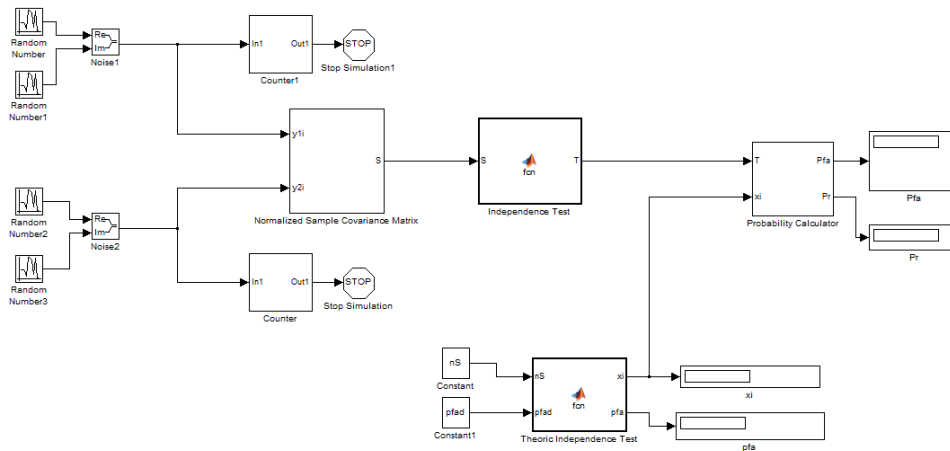 Random
Number
Re
Im
Noise1
Random
Number1
In1
Out1
Counter1
STOP
Stop Simulation1
y1i
y2i
S
Normalized Sample Covariance Matrix
S
fcn
T
Independence Test
T
xi
Pfa
Pr
Probability Calculator
Pfa
Pr
Random
Number2
Re
Im
Noise2
Random
Number3
In1
Out1
Counter
STOP
Stop Simulation
nS
Constant
pfad
Constant1
nS
pfad
fcn
xi
pfa
Theoric Independence Test
xi
pfa